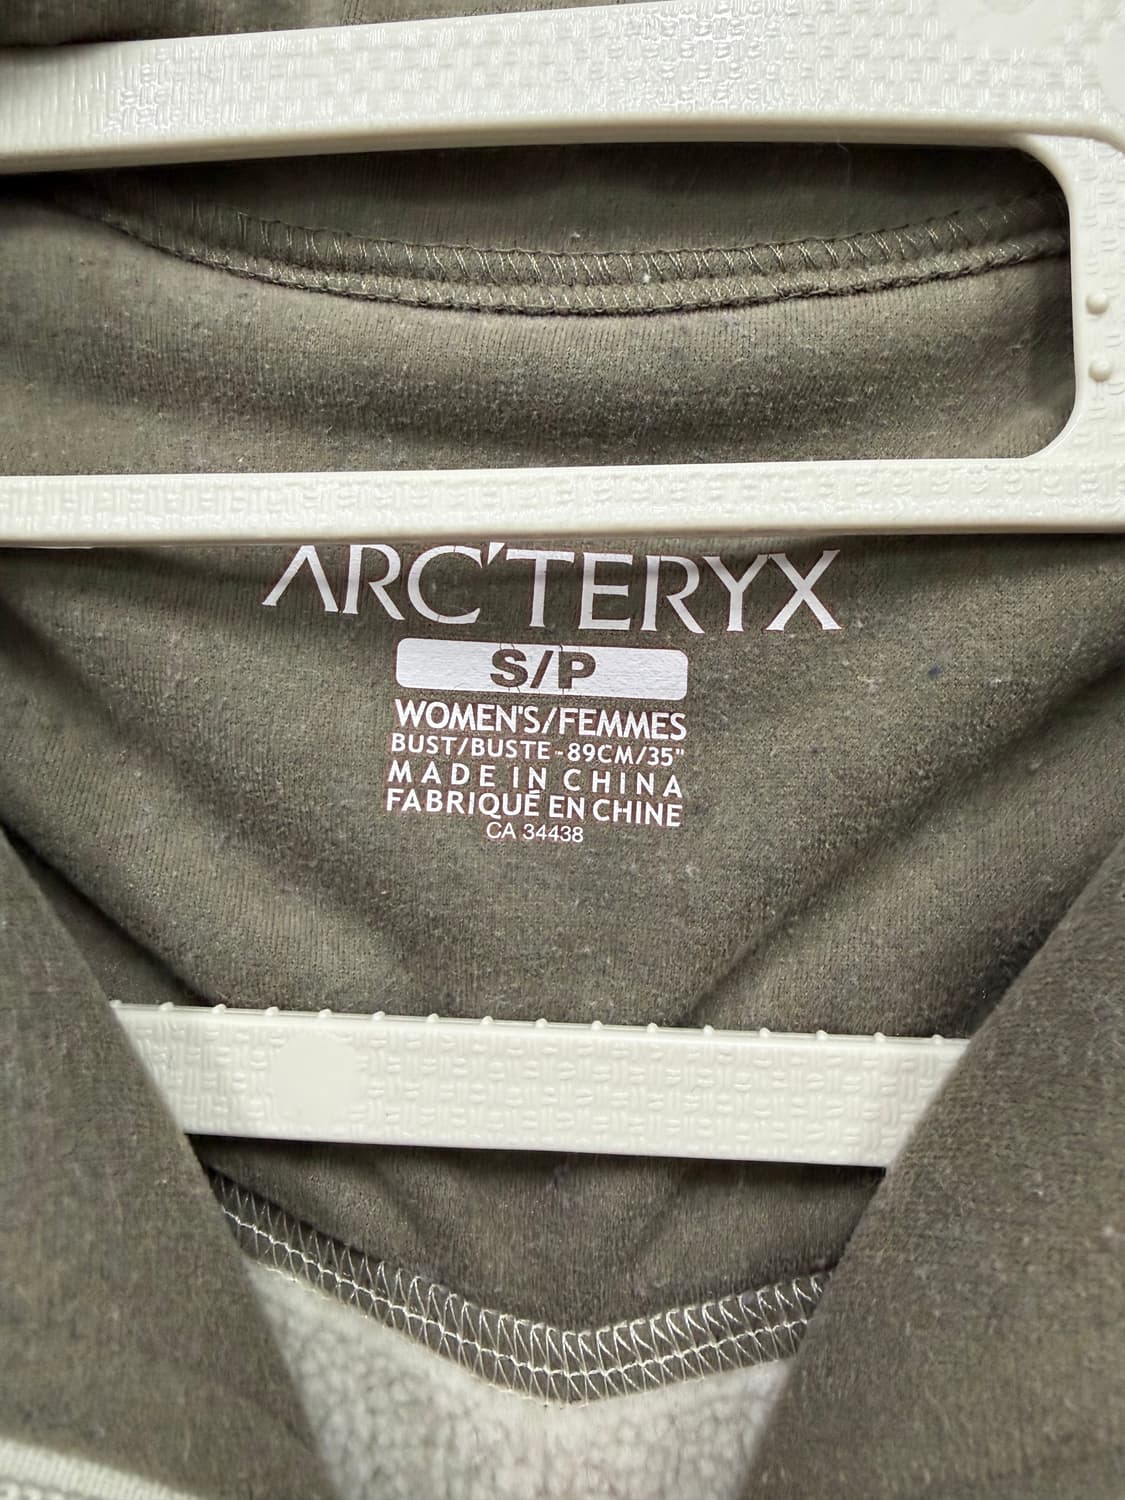 ARC'TERYX
S/P
WOMEN'S/FEMMES
BUST/BUSTE - 89CM/35"
MADE IN CHINA
FABRIQUÉ EN CHINE
CA 34438